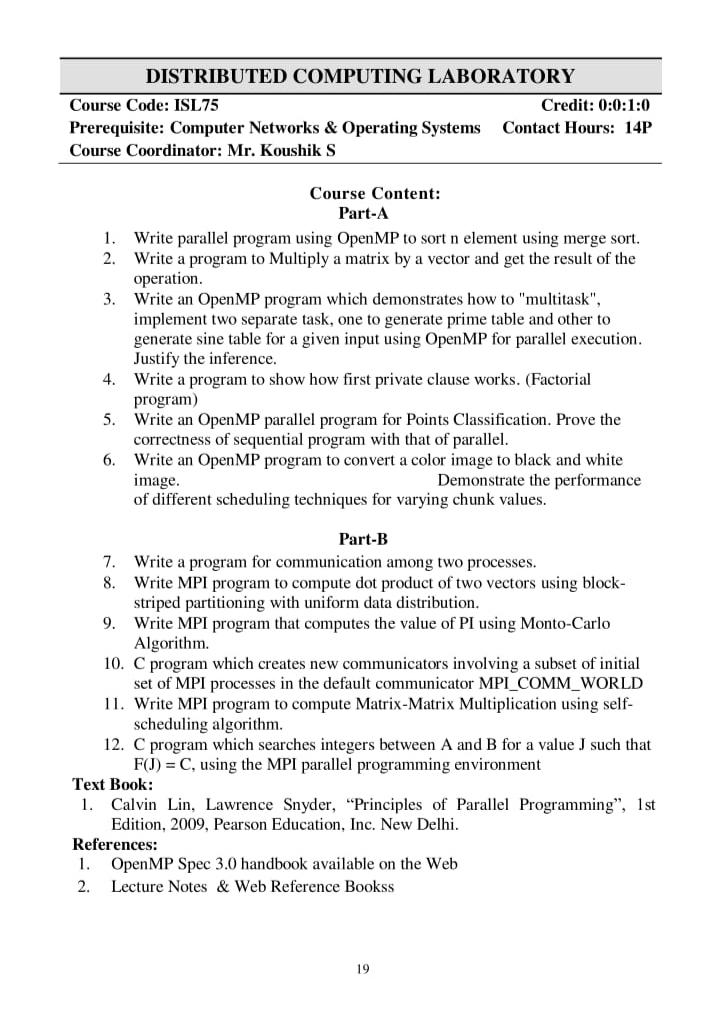 DISTRIBUTED COMPUTING LABORATORY
Course Code: ISL75 Credit: 0:0:1:0
Prerequisite: Computer Networks & Operating Systems Contact Hours: 14P
Course Coordinator: Mr. Koushik S
Course Content:
Part-A
1. Write parallel program using OpenMP to sort n element using merge sort.
2. Write a program to Multiply a matrix by a vector and get the result of the
operation.
3. Write an OpenMP program which demonstrates how to "multitask",
implement two separate task, one to generate prime table and other to
generate sine table for a given input using OpenMP for parallel execution.
Justify the inference.
4. Write a program to show how first private clause works. (Factorial
program)
5. Write an OpenMP parallel program for Points Classification. Prove the
correctness of sequential program with that of parallel.
6. Write an OpenMP program to convert a color image to black and white
image. Demonstrate the performance
of different scheduling techniques for varying chunk values.
Part-B
7. Write a program for communication among two processes.
8. Write MPI program to compute dot product of two vectors using block-
striped partitioning with uniform data distribution.
9. Write MPI program that computes the value of PI using Monto-Carlo
Algorithm.
10. C program which creates new communicators involving a subset of initial
set of MPI processes in the default communicator MPI_COMM_WORLD
11. Write MPI program to compute Matrix-Matrix Multiplication using self-
scheduling algorithm.
12. C program which searches integers between A and B for a value J such that
F(J) = C, using the MPI parallel programming environment
Text Book:
1. Calvin Lin, Lawrence Snyder, “Principles of Parallel Programming”, 1st
Edition, 2009, Pearson Education, Inc. New Delhi.
References:
1. OpenMP Spec 3.0 handbook available on the Web
2. Lecture Notes & Web Reference Bookss
19